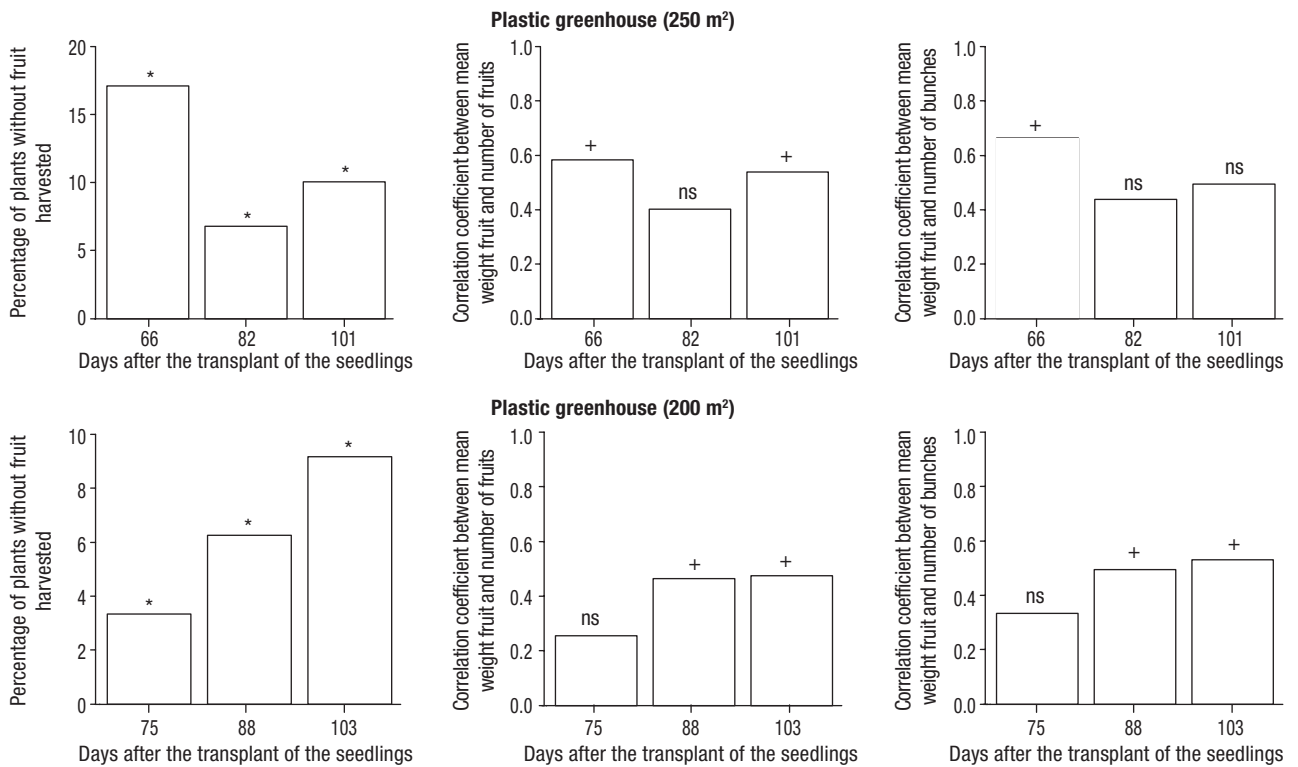 Plastic greenhouse (250 m²)
Percentage of plants without fruit
harvested
20
15
10
5
0
*
*
*
66
82
101
Days after the transplant of the seedlings
Correlation coefficient between mean
weight fruit and number of fruits
1.0
0.8
0.6
0.4
0.2
0.0
+
ns
+
66
82
101
Days after the transplant of the seedlings
Correlation coefficient between mean
weight fruit and number of bunches
1.0
0.8
0.6
0.4
0.2
0.0
+
ns
ns
66
82
101
Days after the transplant of the seedlings
Plastic greenhouse (200 m²)
Percentage of plants without fruit
harvested
10
8
6
4
2
0
*
*
*
75
88
103
Days after the transplant of the seedlings
Correlation coefficient between mean
weight fruit and number of fruits
1.0
0.8
0.6
0.4
0.2
0.0
ns
+
+
75
88
103
Days after the transplant of the seedlings
Correlation coefficient between mean
weight fruit and number of bunches
1.0
0.8
0.6
0.4
0.2
0.0
ns
+
+
75
88
103
Days after the transplant of the seedlings